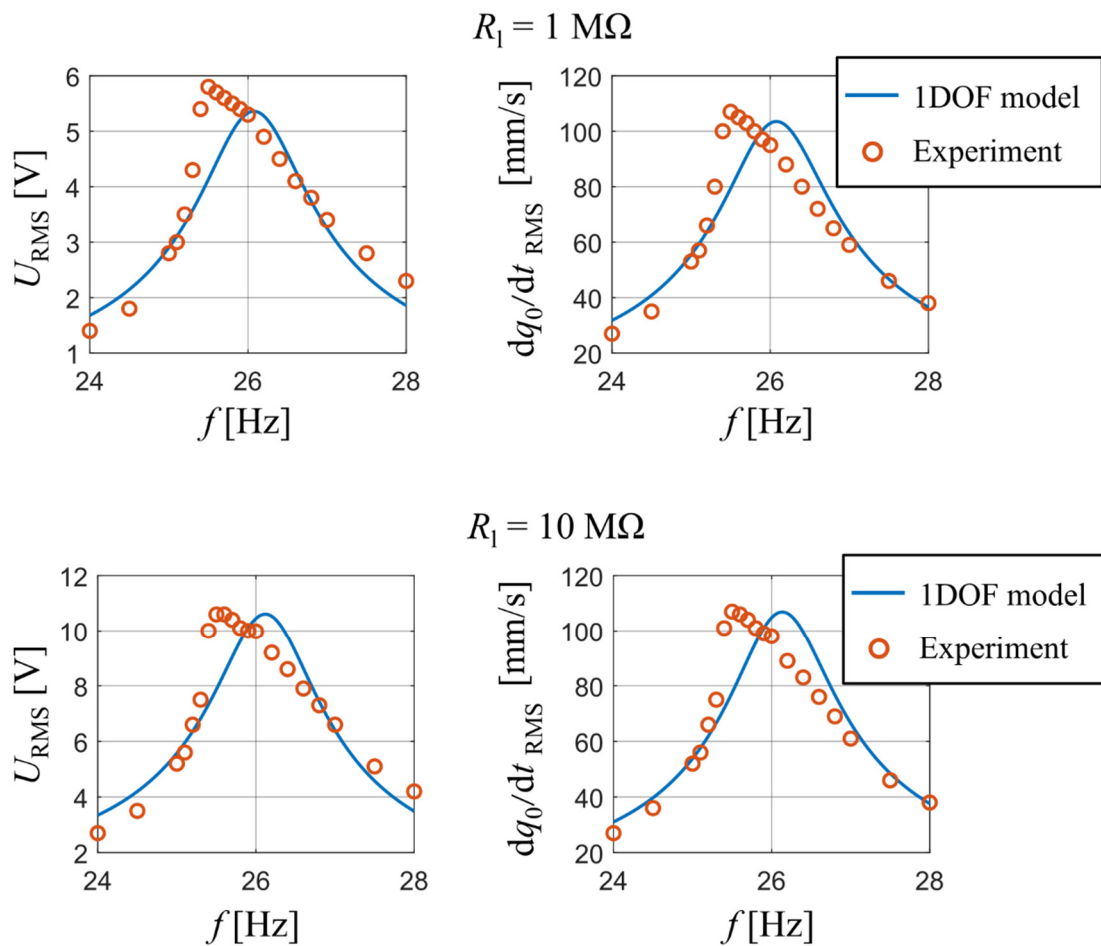 Rl = 1 MΩ
6
5
4
3
2
1
URMS [V]
24
26
28
f [Hz]
120
100
80
60
40
20
dq0/dt RMS [mm/s]
24
26
28
f [Hz]
1DOF model
Experiment
Rl = 10 MΩ
12
10
8
6
4
2
URMS [V]
24
26
28
f [Hz]
120
100
80
60
40
20
dq0/dt RMS [mm/s]
24
26
28
f [Hz]
1DOF model
Experiment